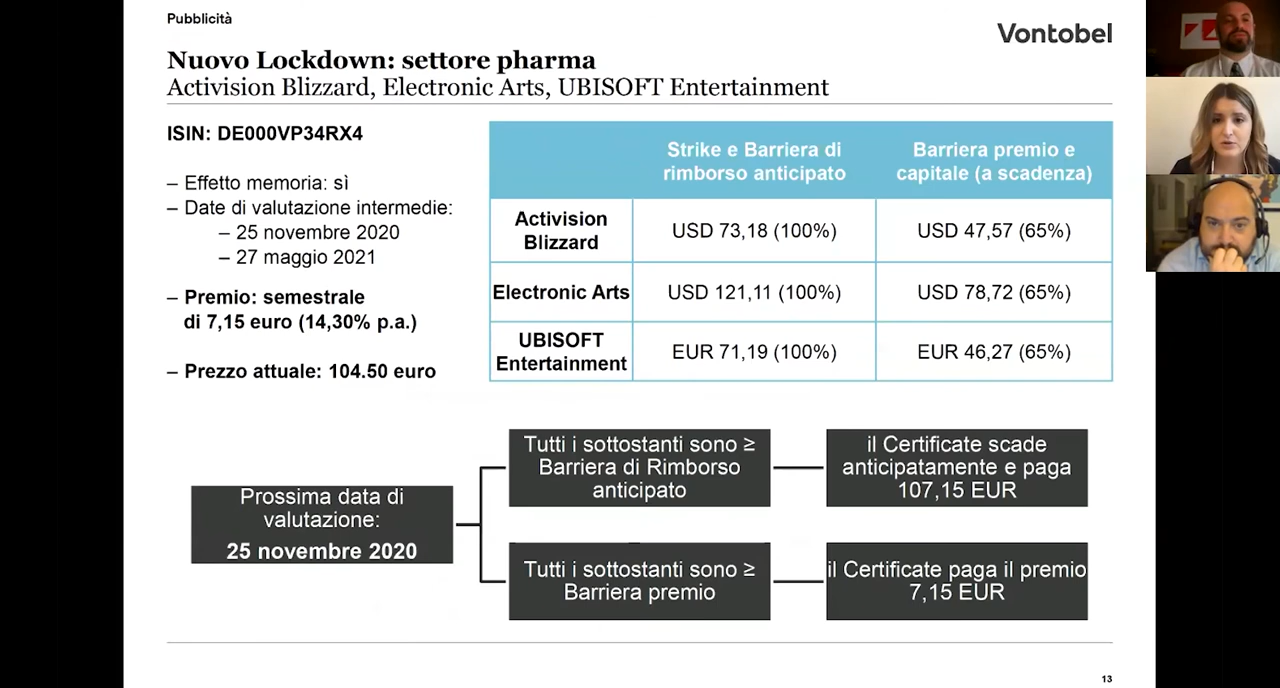 Pubblicità
Vontobel
Nuovo Lockdown: settore pharma
Activision Blizzard, Electronic Arts, UBISOFT Entertainment
ISIN: DE000VP34RX4
– Effetto memoria: sì
– Date di valutazione intermedie:
– 25 novembre 2020
– 27 maggio 2021
– Premio: semestrale
di 7,15 euro (14,30% p.a.)
– Prezzo attuale: 104.50 euro
Strike e Barriera di
rimborso anticipato
Barriera premio e
capitale (a scadenza)
Activision
Blizzard
USD 73,18 (100%)
USD 47,57 (65%)
Electronic Arts
USD 121,11 (100%)
USD 78,72 (65%)
UBISOFT
Entertainment
EUR 71,19 (100%)
EUR 46,27 (65%)
Prossima data di
valutazione:
25 novembre 2020
Tutti i sottostanti sono ≥
Barriera di Rimborso
anticipato
il Certificate scade
anticipatamente e paga
107,15 EUR
Tutti i sottostanti sono ≥
Barriera premio
il Certificate paga il premio
7,15 EUR
13